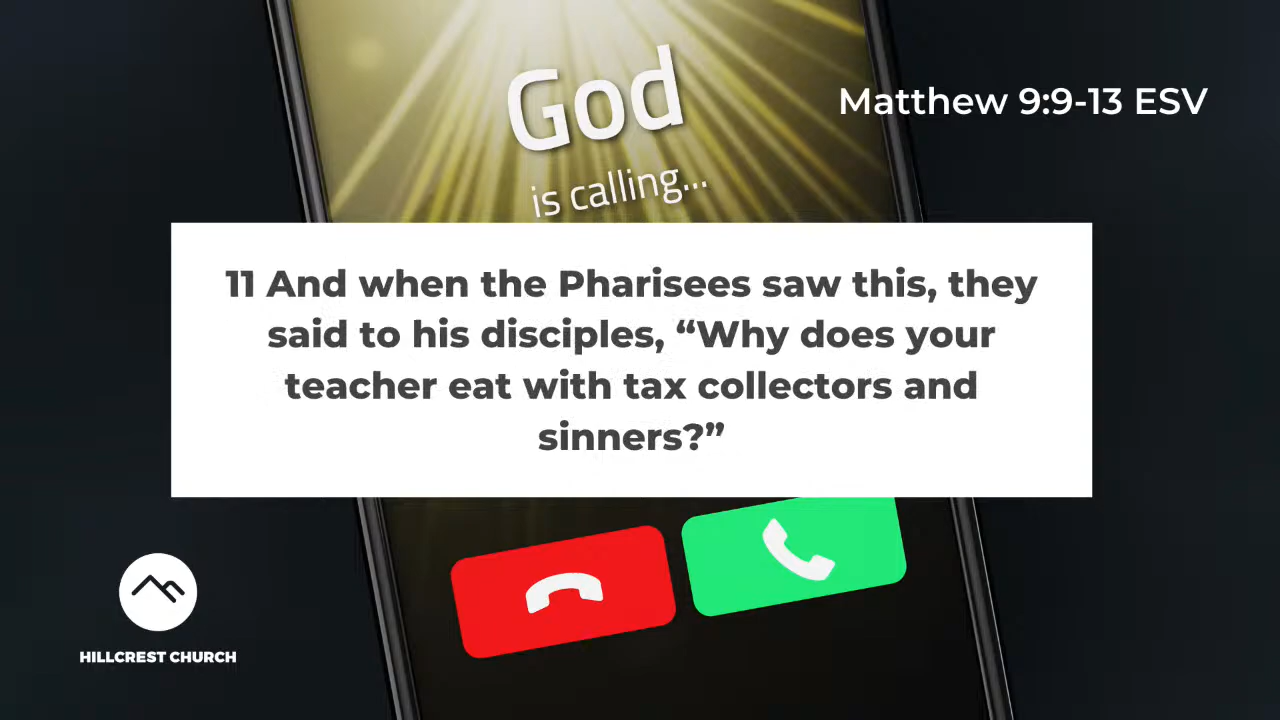 God
is calling...
Matthew 9:9-13 ESV
11 And when the Pharisees saw this, they
said to his disciples, “Why does your
teacher eat with tax collectors and
sinners?”
HILLCREST CHURCH